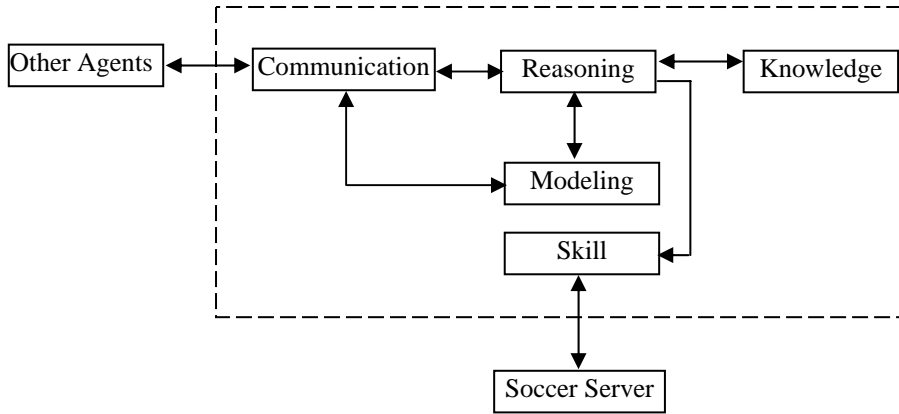 Other Agents
Communication
Reasoning
Knowledge
Modeling
Skill
Soccer Server